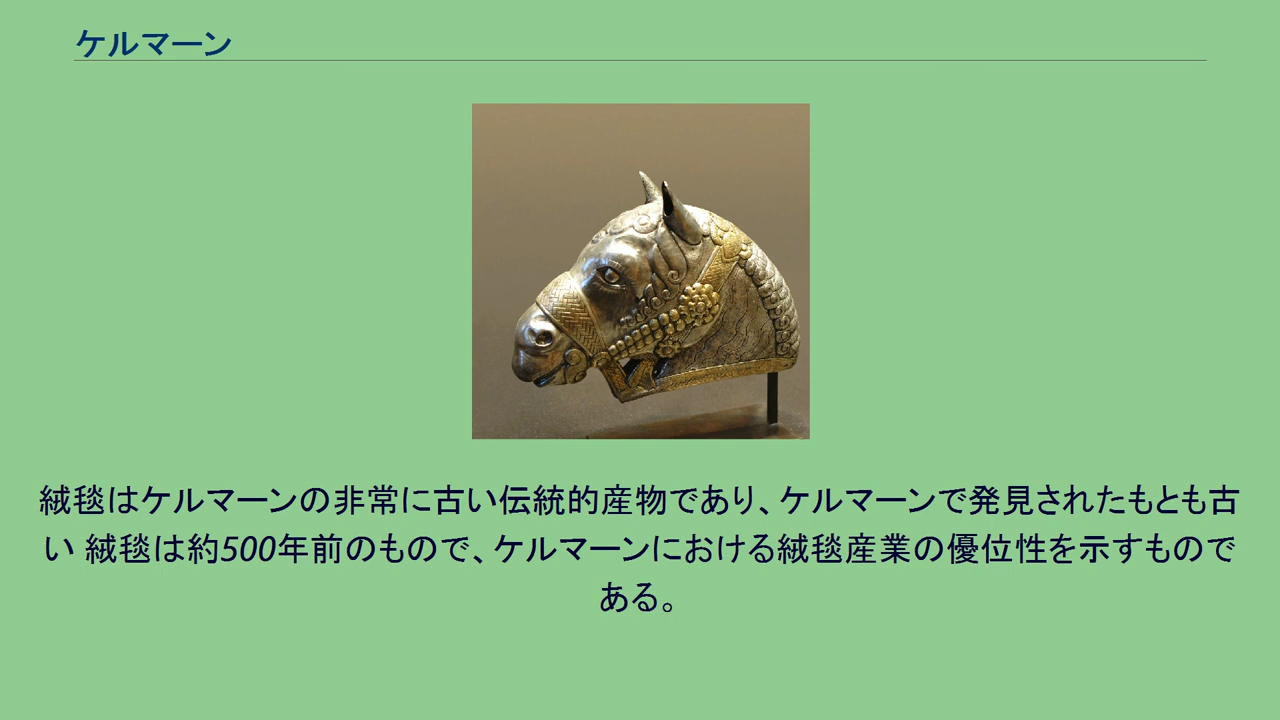 ケルマーン
絨毯はケルマーンの非常に古い伝統的産物であり、ケルマーンで発見されたもとも古
い 絨毯は約500年前のもので、ケルマーンにおける絨毯産業の優位性を示すもので
ある。